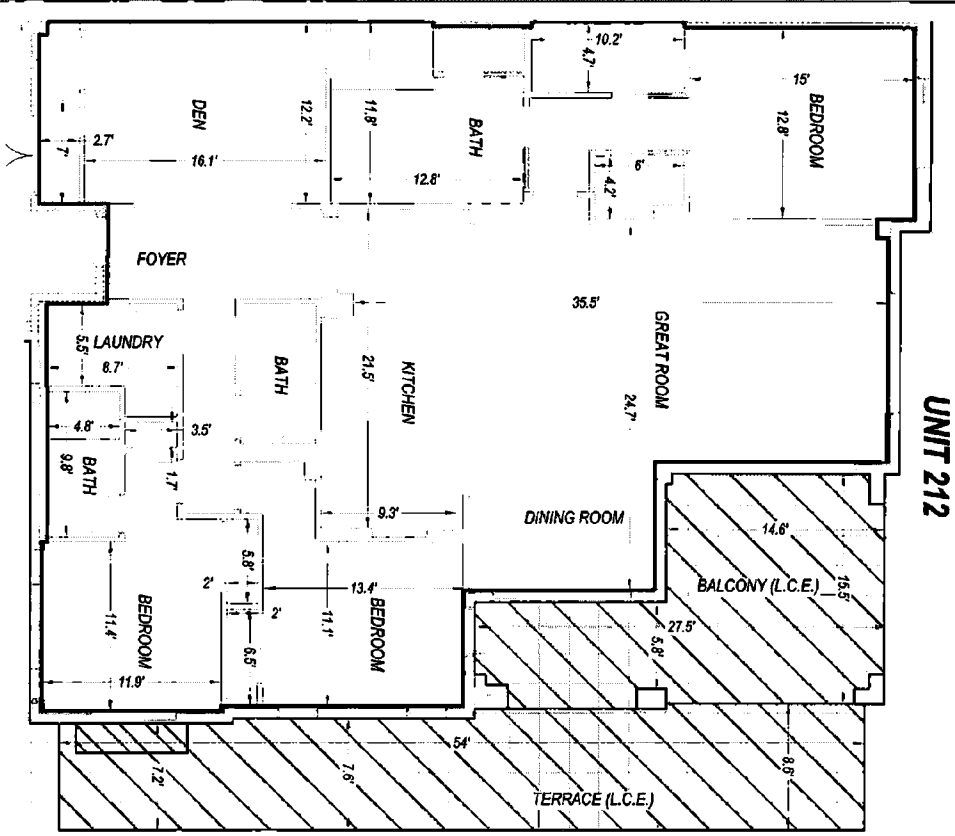 UNIT 212
10.2'
4.7'
15'
BEDROOM
12.8'
DEN
12.2'
11.8'
BATH
2.7'
7'
16.1'
12.8'
6'
4.2'
FOYER
35.5'
GREAT ROOM
LAUNDRY
5.5'
8.7'
BATH
21.5'
KITCHEN
24.7'
4.8'
3.5'
BATH
9.8'
1.7'
9.3'
DINING ROOM
14.6'
BALCONY (L.C.E.)
15.5'
5.8'
2'
13.4'
2'
BEDROOM
11.4'
11.1'
BEDROOM
6.5'
27.5'
5.8'
11.9'
54'
7.2'
7.6'
8.6'
TERRACE (L.C.E.)